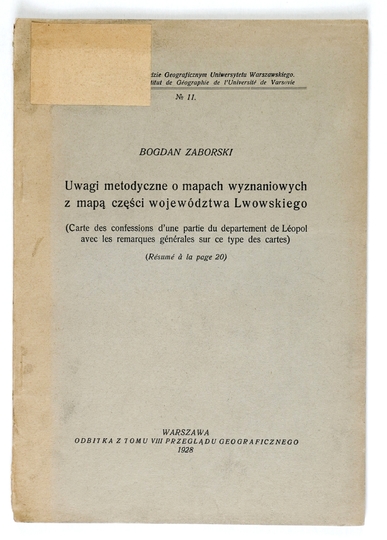 dzie Geograficznym Uniwersytetu Warszawskiego.
titut de Géographie de l'Université de Varsovie
№ 11.
BOGDAN ZABORSKI
Uwagi metodyczne o mapach wyznaniowych
z mapą części województwa Lwowskiego
(Carte des confessions d'une partie du departement de Léopol
avec les remarques générales sur ce type des cartes)
(Résumé à la page 20)
WARSZAWA
ODBITKA Z TOMU VIII PRZEGLĄDU GEOGRAFICZNEGO
1928